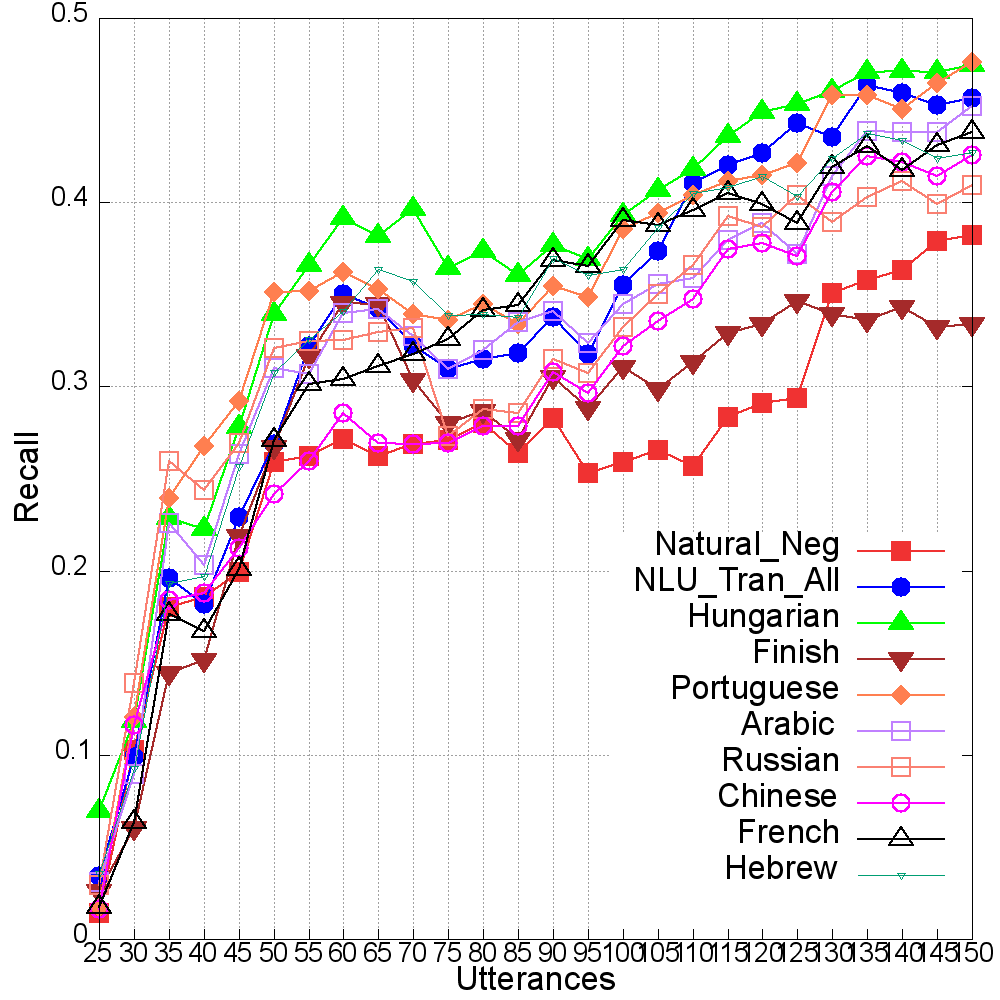 0.5
0.4
0.3
0.2
0.1
0
Recall
Natural_Neg
NLU_Tran_All
Hungarian
Finish
Portuguese
Arabic
Russian
Chinese
French
Hebrew
25 30 35 40 45 50 55 60 65 70 75 80 85 90 95 100 105 110 115 120 125 130 135 140 145 150
Utterances